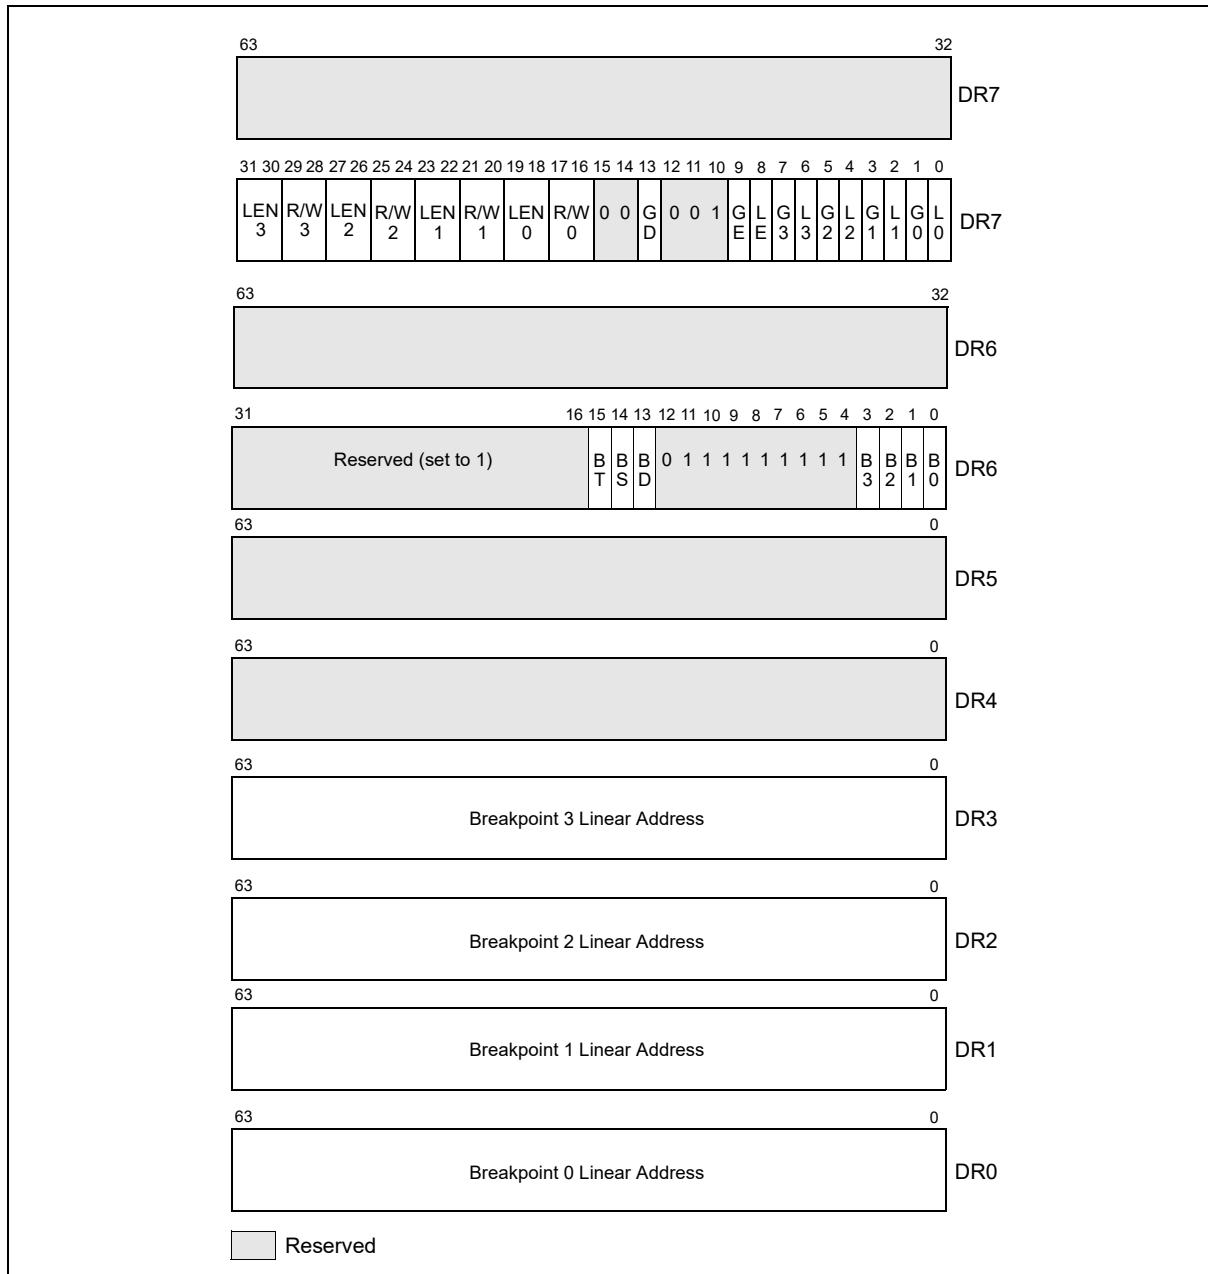 63 32
DR7
31 30 29 28 27 26 25 24 23 22 21 20 19 18 17 16 15 14 13 12 11 10 9 8 7 6 5 4 3 2 1 0
LEN R/W LEN R/W LEN R/W LEN R/W 0 0 G 0 0 1 G L G L G L G L G L DR7
3 3 2 2 1 1 0 0 D E E 3 3 2 2 1 1 0 0
63 32
DR6
31 16 15 14 13 12 11 10 9 8 7 6 5 4 3 2 1 0
Reserved (set to 1) B B B 0 1 1 1 1 1 1 1 1 B B B B DR6
T S D 3 2 1 0
63 0
DR5
63 0
DR4
63 0
Breakpoint 3 Linear Address DR3
63 0
Breakpoint 2 Linear Address DR2
63 0
Breakpoint 1 Linear Address DR1
63 0
Breakpoint 0 Linear Address DR0
Reserved